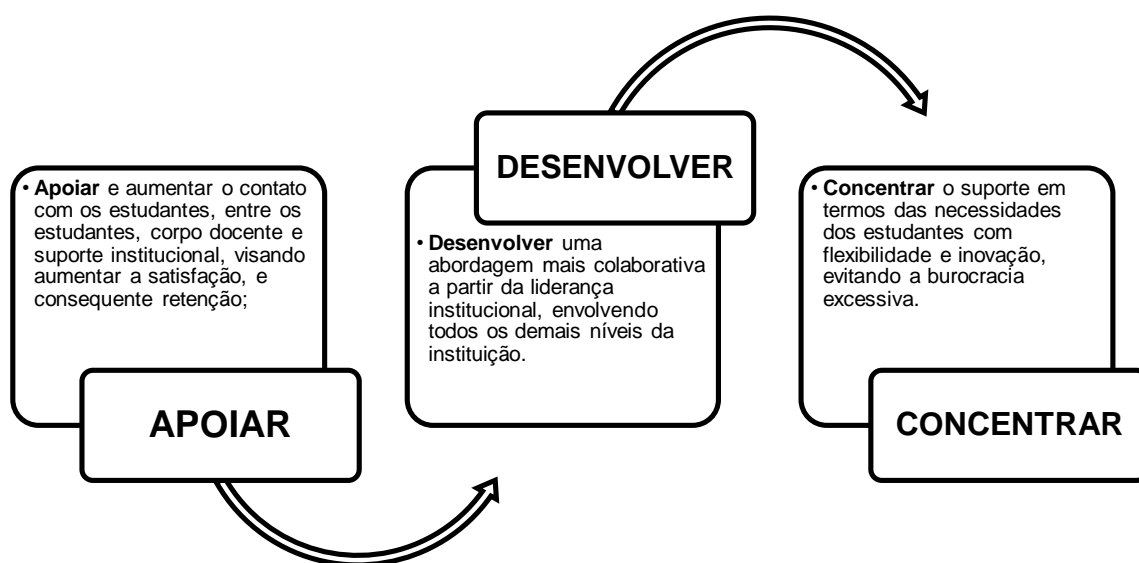 • Apoiar e aumentar o contato
com os estudantes, entre os
estudantes, corpo docente e
suporte institucional, visando
aumentar a satisfação, e
consequente retenção;
APOIAR
DESENVOLVER
• Desenvolver uma
abordagem mais colaborativa
a partir da liderança
institucional, envolvendo
todos os demais níveis da
instituição.
• Concentrar o suporte em
termos das necessidades
dos estudantes com
flexibilidade e inovação,
evitando a burocracia
excessiva.
CONCENTRAR